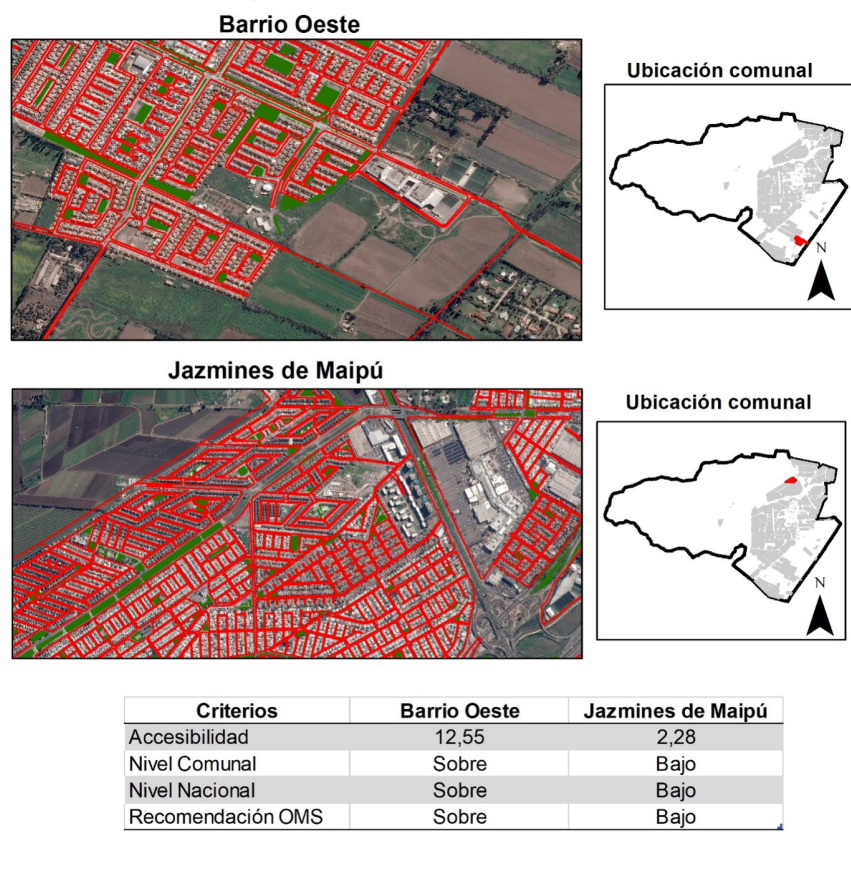 Barrio Oeste
Ubicación comunal
N
Jazmines de Maipú
Ubicación comunal
N
Criterios Barrio Oeste Jazmines de Maipú
Accesibilidad 12,55 2,28
Nivel Comunal Sobre Bajo
Nivel Nacional Sobre Bajo
Recomendación OMS Sobre Bajo